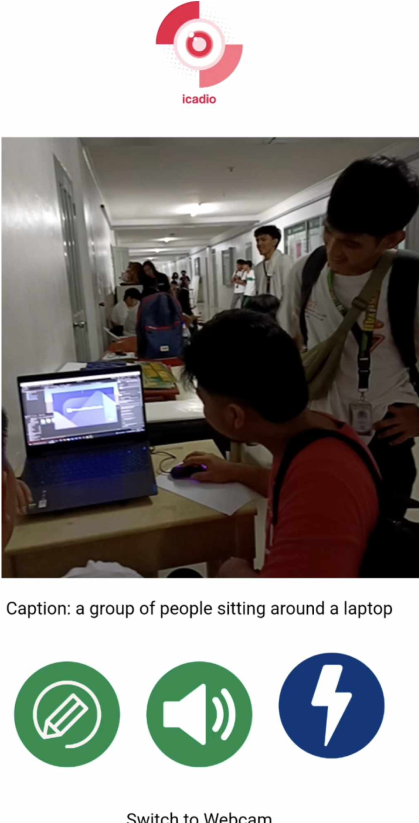 icadio
Caption: a group of people sitting around a laptop
Switch to Webcam